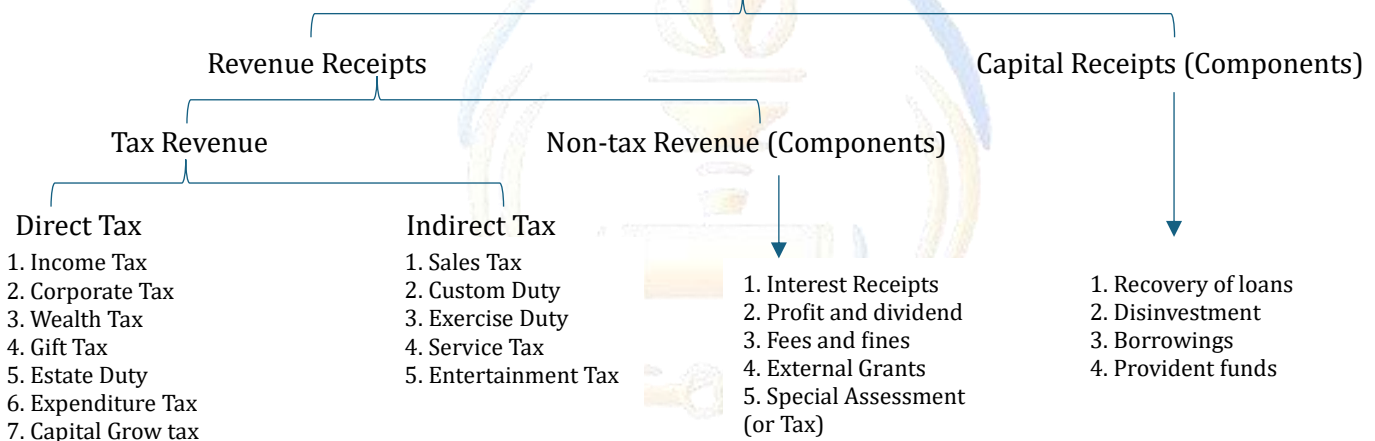 Revenue Receipts
Capital Receipts (Components)
Tax Revenue
Non-tax Revenue (Components)
Direct Tax
1. Income Tax
2. Corporate Tax
3. Wealth Tax
4. Gift Tax
5. Estate Duty
6. Expenditure Tax
7. Capital Grow tax
Indirect Tax
1. Sales Tax
2. Custom Duty
3. Exercise Duty
4. Service Tax
5. Entertainment Tax
1. Interest Receipts
2. Profit and dividend
3. Fees and fines
4. External Grants
5. Special Assessment
(or Tax)
1. Recovery of loans
2. Disinvestment
3. Borrowings
4. Provident funds